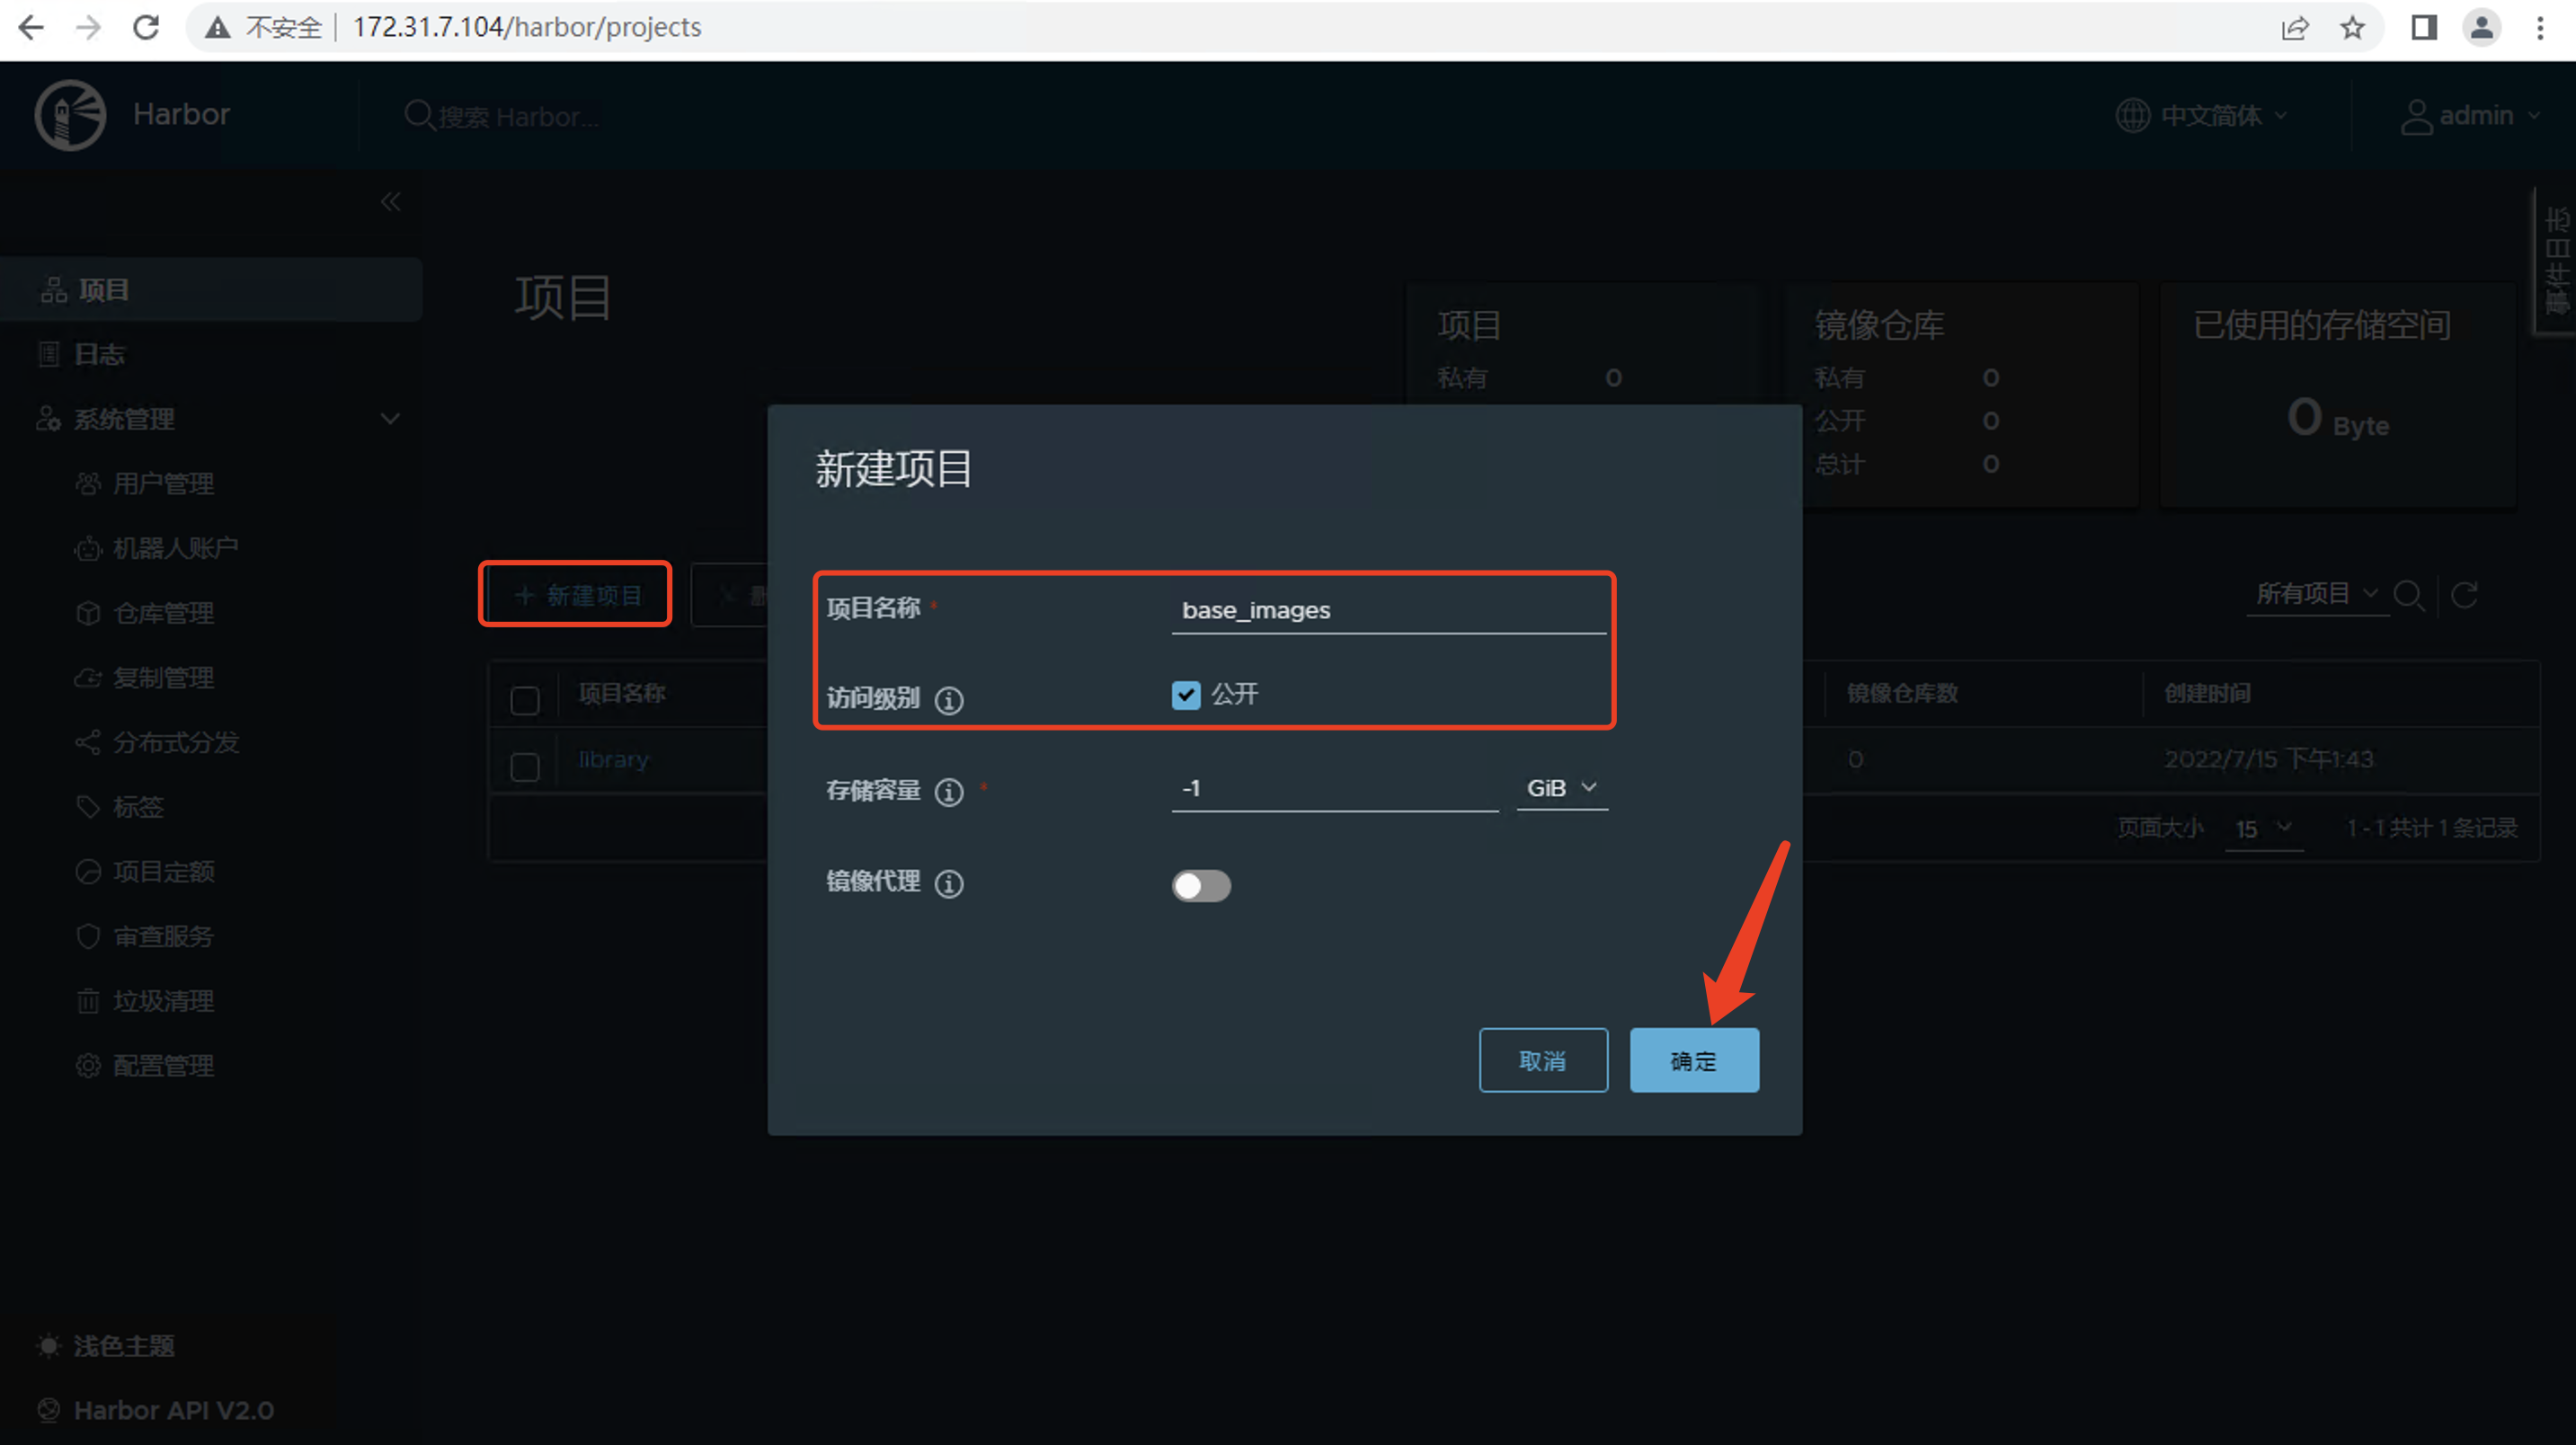 不安全 172.31.7.104/harbor/projects
Harbor
搜索 Harbor...
中文简体
admin
事件日志
项目
日志
系统管理
用户管理
机器人账户
仓库管理
复制管理
分布式分发
标签
项目定额
审查服务
垃圾清理
配置管理
浅色主题
Harbor API V2.0
项目
项目
私有 0
镜像仓库
私有 0
公开 0
总计 0
已使用的存储空间
0 Byte
+ 新建项目
所有项目
项目名称
镜像仓库数
创建时间
library
0
2022/7/15 下午1:43
页面大小 15 1 - 1 共计 1 条记录
新建项目
项目名称 * base_images
访问级别 公开
存储容量 * -1 GiB
镜像代理
取消
确定